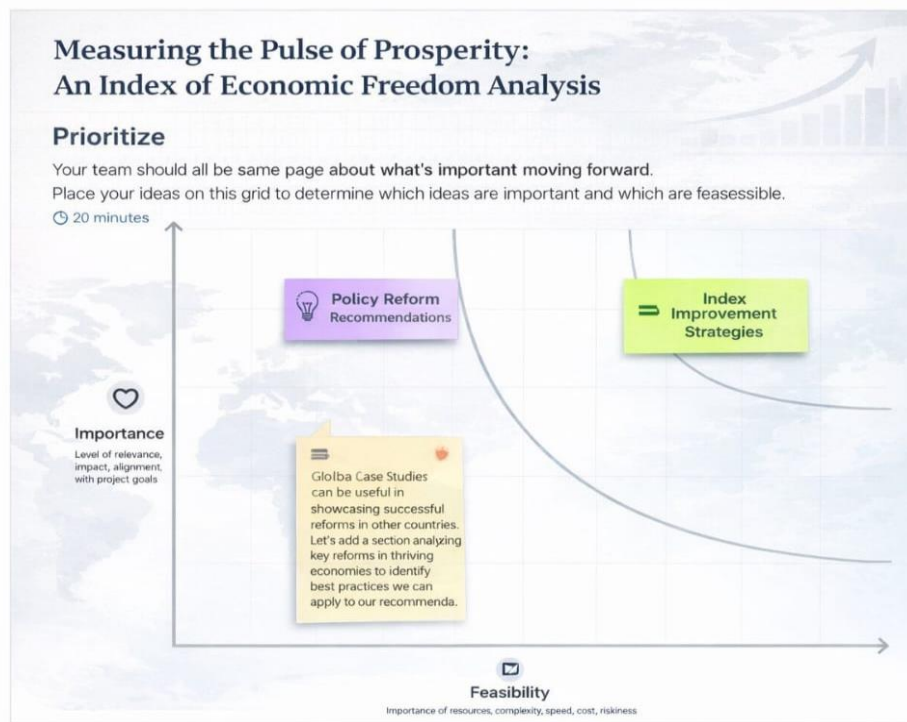 Measuring the Pulse of Prosperity:
An Index of Economic Freedom Analysis
Prioritize
Your team should all be same page about what's important moving forward.
Place your ideas on this grid to determine which ideas are important and which are feasessible.
20 minutes
Policy Reform
Recommendations
Index
Improvement
Strategies
Importance
Level of relevance,
impact, alignment,
with project goals
Glolba Case Studies
can be useful in
showcasing successful
reforms in other countries.
Let's add a section analyzing
key reforms in thriving
economies to identify
best practices we can
apply to our recommenda.
Feasibility
Importance of resources, complexity, speed, cost, riskiness